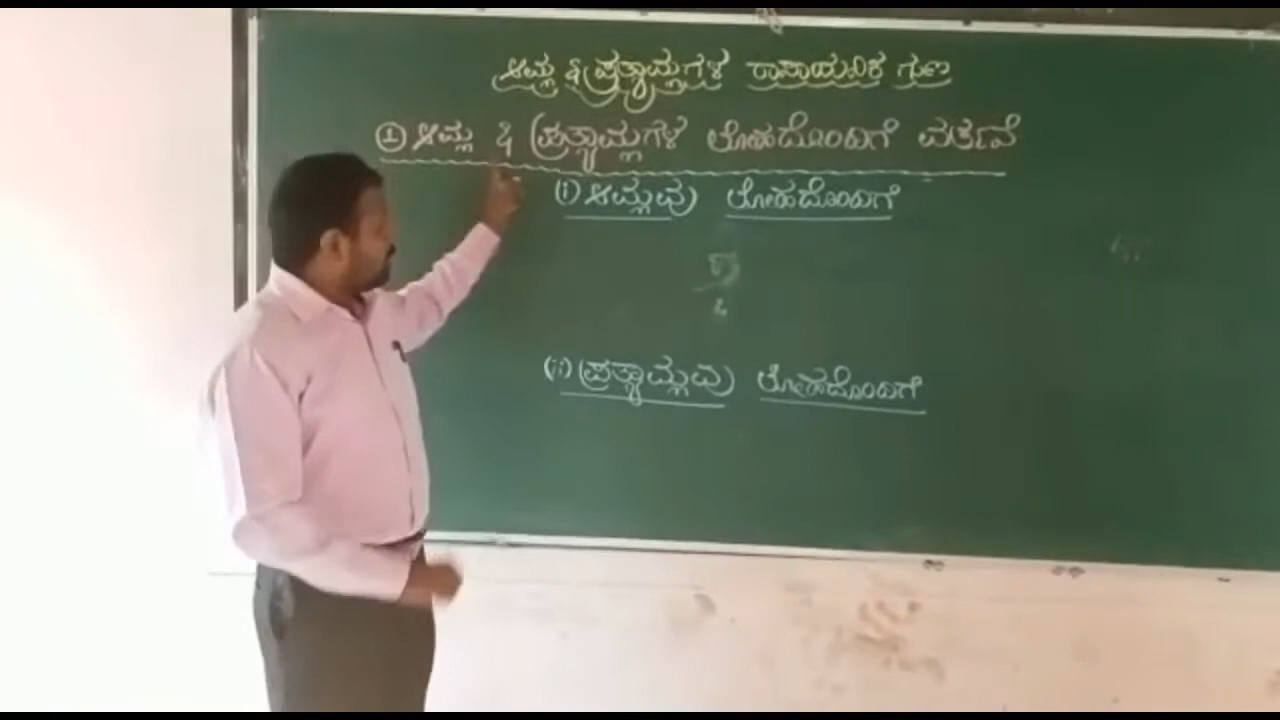 ಆಮ್ಲ & ಪ್ರತ್ಯಾಮ್ಲಗಳ ರಾಸಾಯನಿಕ ಗುಣ
① ಆಮ್ಲ & ಪ್ರತ್ಯಾಮ್ಲಗಳ ಲೋಹದೊಂದಿಗೆ ವರ್ತನೆ
(i) ಆಮ್ಲವು ಲೋಹದೊಂದಿಗೆ
(ii) ಪ್ರತ್ಯಾಮ್ಲವು ಲೋಹದೊಂದಿಗೆ